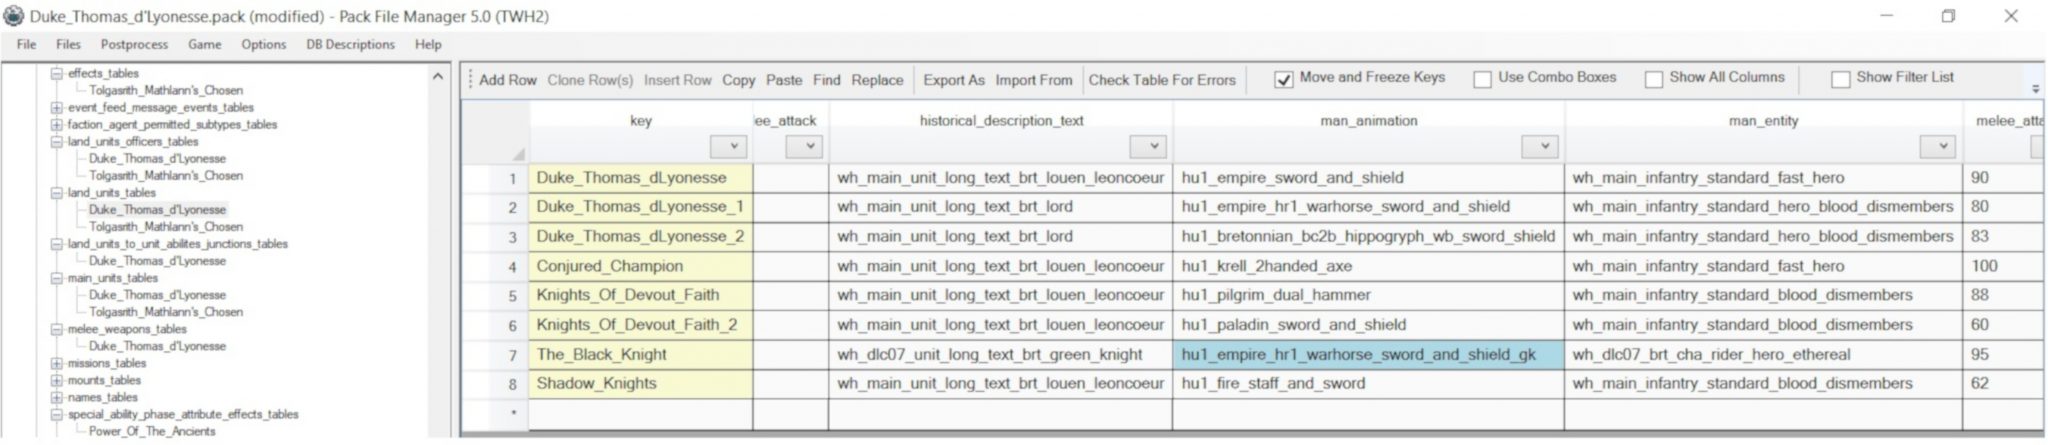 Duke_Thomas_d'Lyonesse.pack (modified) - Pack File Manager 5.0 (TWH2)
File Files Postprocess Game Options DB Descriptions Help
effects_tables
Tolgasrith_Mathlann's_Chosen
event_feed_message_events_tables
faction_agent_permitted_subtypes_tables
land_units_officers_tables
Duke_Thomas_d'Lyonesse
Tolgasrith_Mathlann's_Chosen
land_units_tables
Duke_Thomas_d'Lyonesse
Tolgasrith_Mathlann's_Chosen
land_units_to_unit_abilites_junctions_tables
Duke_Thomas_d'Lyonesse
main_units_tables
Duke_Thomas_d'Lyonesse
Tolgasrith_Mathlann's_Chosen
melee_weapons_tables
Duke_Thomas_d'Lyonesse
missions_tables
mounts_tables
names_tables
special_ability_phase_attribute_effects_tables
Power_Of_The_Ancients
Add Row Clone Row(s) Insert Row Copy Paste Find Replace Export As Import From Check Table For Errors Move and Freeze Keys Use Combo Boxes Show All Columns Show Filter List
key ee_attack historical_description_text man_animation man_entity melee_atta
1 Duke_Thomas_dLyonesse wh_main_unit_long_text_brt_louen_leoncoeur hu1_empire_sword_and_shield wh_main_infantry_standard_fast_hero 90
2 Duke_Thomas_dLyonesse_1 wh_main_unit_long_text_brt_lord hu1_empire_hr1_warhorse_sword_and_shield wh_main_infantry_standard_hero_blood_dismembers 80
3 Duke_Thomas_dLyonesse_2 wh_main_unit_long_text_brt_lord hu1_bretonnian_bc2b_hippogryph_wb_sword_shield wh_main_infantry_standard_hero_blood_dismembers 83
4 Conjured_Champion wh_main_unit_long_text_brt_louen_leoncoeur hu1_krell_2handed_axe wh_main_infantry_standard_fast_hero 100
5 Knights_Of_Devout_Faith wh_main_unit_long_text_brt_louen_leoncoeur hu1_pilgrim_dual_hammer wh_main_infantry_standard_blood_dismembers 88
6 Knights_Of_Devout_Faith_2 wh_main_unit_long_text_brt_louen_leoncoeur hu1_paladin_sword_and_shield wh_main_infantry_standard_blood_dismembers 60
7 The_Black_Knight wh_dlc07_unit_long_text_brt_green_knight hu1_empire_hr1_warhorse_sword_and_shield_gk wh_dlc07_brt_cha_rider_hero_ethereal 95
8 Shadow_Knights wh_main_unit_long_text_brt_louen_leoncoeur hu1_fire_staff_and_sword wh_main_infantry_standard_blood_dismembers 62
*